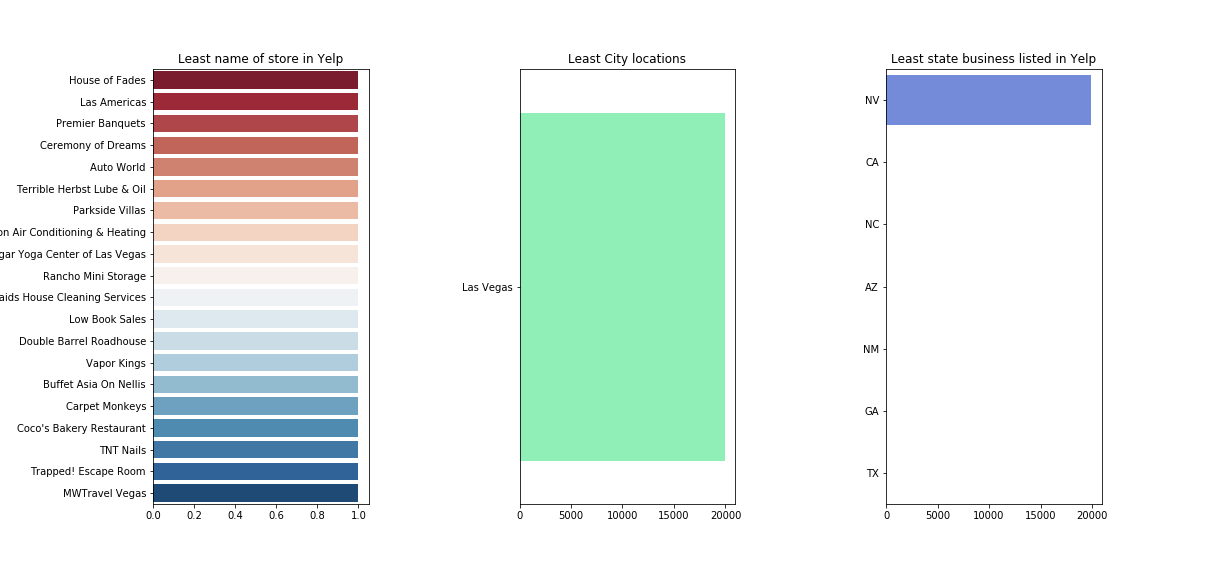 Least name of store in Yelp
House of Fades
Las Americas
Premier Banquets
Ceremony of Dreams
Auto World
Terrible Herbst Lube & Oil
Parkside Villas
on Air Conditioning & Heating
gar Yoga Center of Las Vegas
Rancho Mini Storage
aids House Cleaning Services
Low Book Sales
Double Barrel Roadhouse
Vapor Kings
Buffet Asia On Nellis
Carpet Monkeys
Coco's Bakery Restaurant
TNT Nails
Trapped! Escape Room
MWTravel Vegas
0.0 0.2 0.4 0.6 0.8 1.0
Least City locations
Las Vegas
0 5000 10000 15000 20000
Least state business listed in Yelp
NV
CA
NC
AZ
NM
GA
TX
0 5000 10000 15000 20000